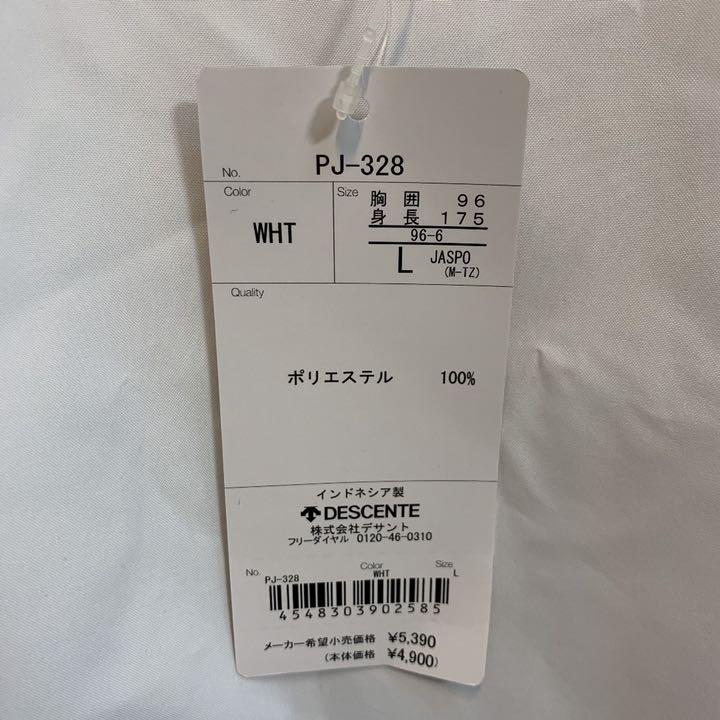 No. PJ-328
Color
WHT
Size 胸囲 96
身長 175
96-6
L JASPO
(M-TZ)
Quality
ポリエステル 100%
インドネシア製
DESCENTE
株式会社デサント
フリーダイヤル 0120-46-0310
No. PJ-328 Color WHT Size L
4548303902585
メーカー希望小売価格 ¥5,390
(本体価格 ¥4,900)